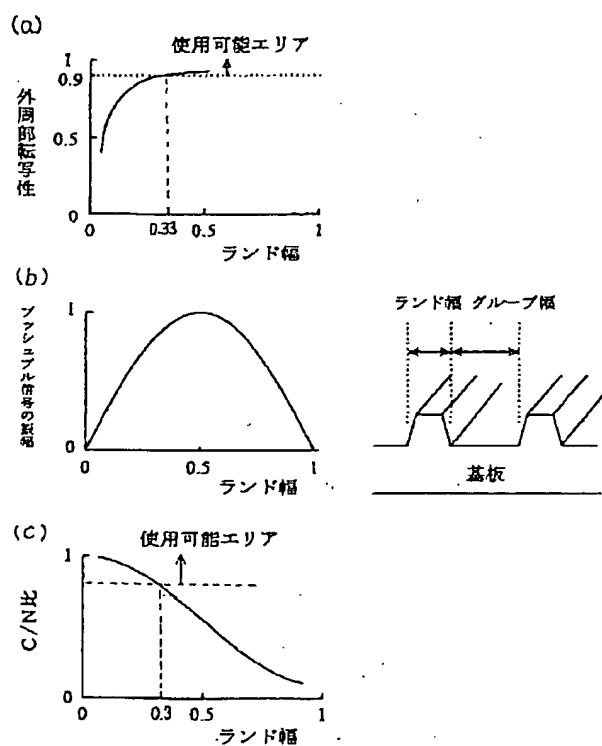 (a)
使用可能エリア
1
0.9
0.5
0
外周部転写性
0
0.33
0.5
1
ランド幅
(b)
1
0
プッシュプル信号の振幅
0
0.5
1
ランド幅
ランド幅 グルーブ幅
基板
(c)
使用可能エリア
1
0
C/N比
0
0.3
0.5
1
ランド幅